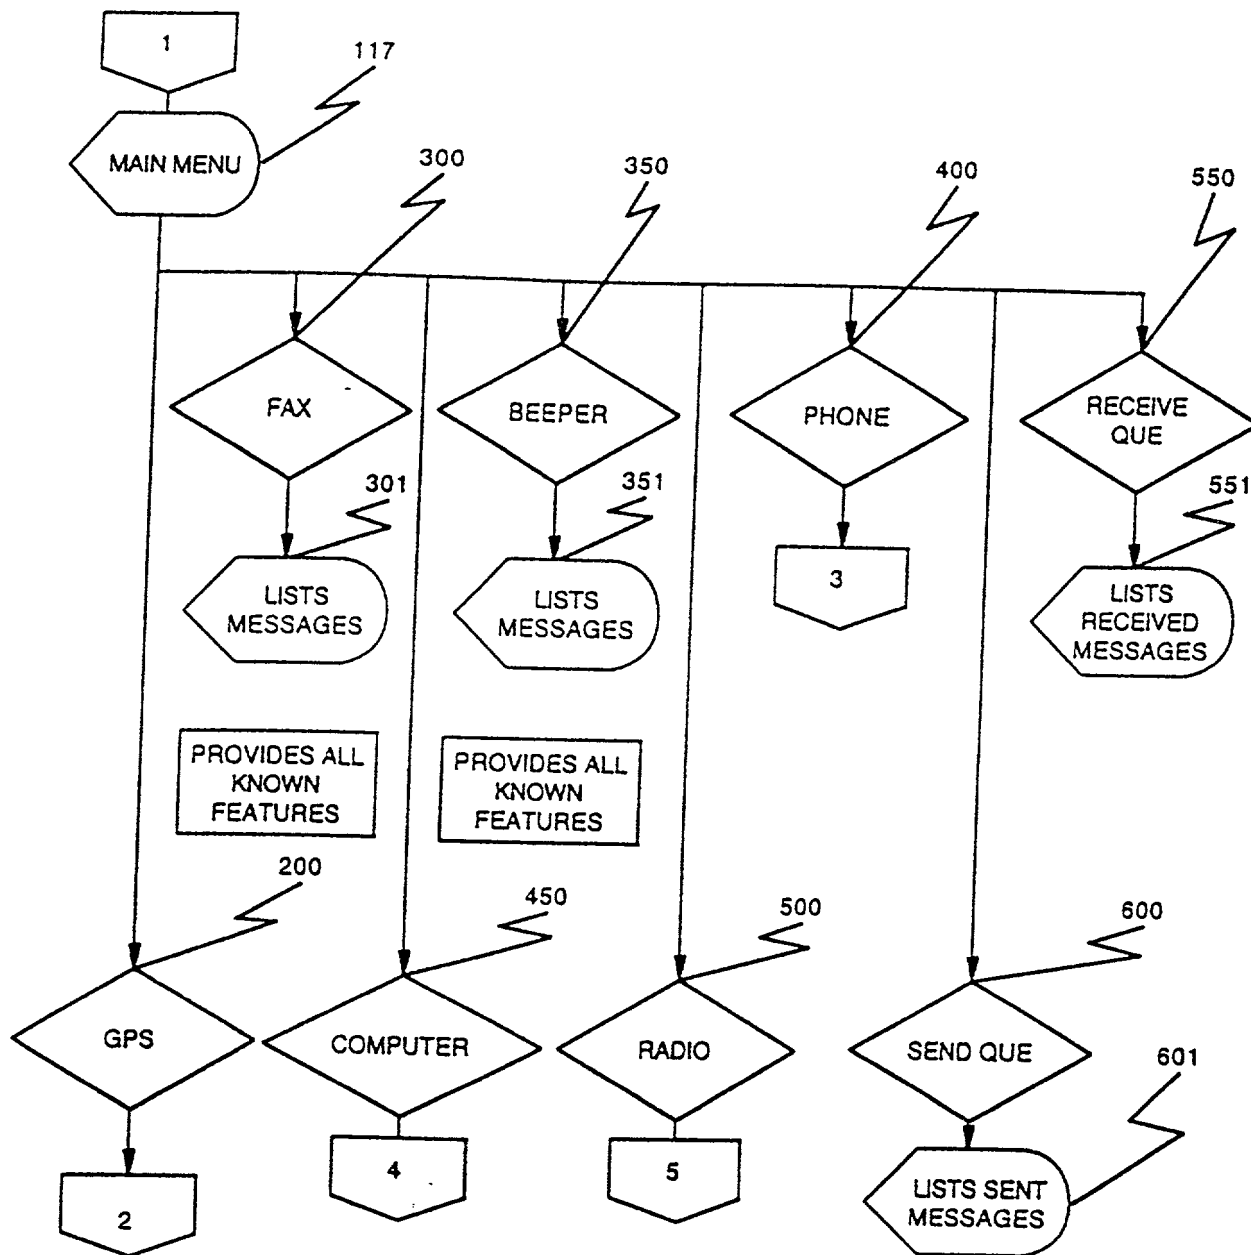 1
117
MAIN MENU
300
350
400
550
FAX
BEEPER
PHONE
RECEIVE
QUE
301
351
551
LISTS
MESSAGES
LISTS
MESSAGES
3
LISTS
RECEIVED
MESSAGES
PROVIDES ALL
KNOWN
FEATURES
PROVIDES ALL
KNOWN
FEATURES
200
450
500
600
GPS
COMPUTER
RADIO
SEND QUE
601
2
4
5
LISTS SENT
MESSAGES